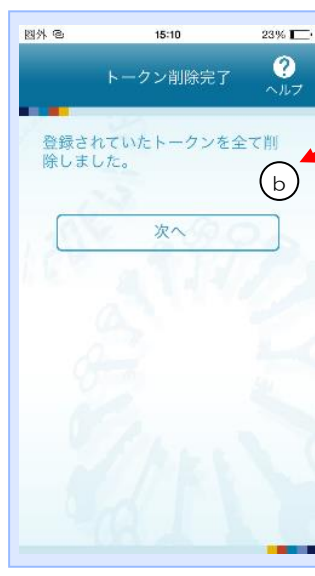 圏外 15:10 23%
トークン削除完了
?
ヘルプ
登録されていたトークンを全て削
除しました。
b
次へ